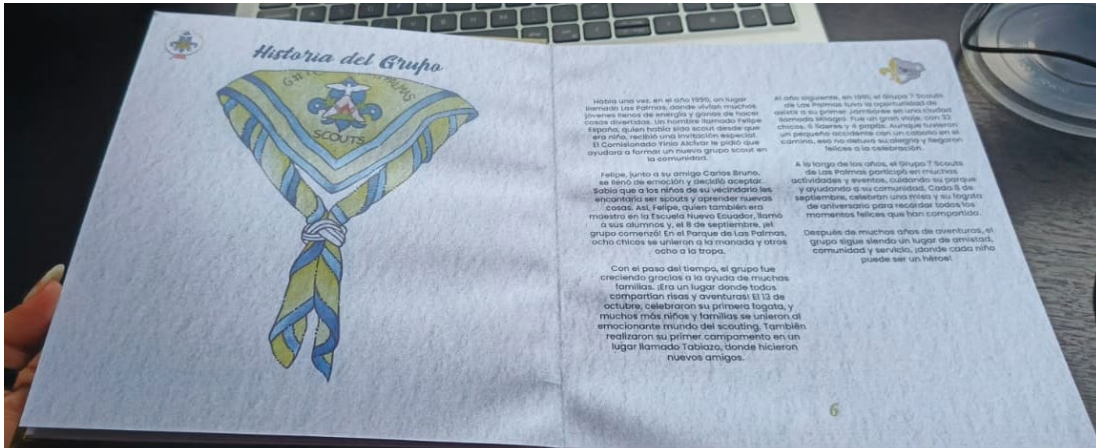 Historia del Grupo
PALMAS
SCOUTS
Había una vez, en el año 1990, un lugar
llamado Las Palmas, donde vivían muchos
jóvenes llenos de energía y ganas de hacer
cosas divertidas. Un hombre llamado Felipe
España, quien había sido scout desde que
era niño, recibió una invitación especial.
El Comisionado Yinio Alcívar le pidió que
ayudara a formar un nuevo grupo scout en
la comunidad.
Felipe, junto a su amigo Carlos Bruno,
se llenó de emoción y decidió aceptar.
Sabía que a los niños de su vecindario les
encantaría ser scouts y aprender nuevas
cosas. Así, Felipe, quien también era
maestro en la Escuela Nuevo Ecuador, llamó
a sus alumnos y, el 8 de septiembre, ¡el
grupo comenzó! En el Parque de Las Palmas,
ocho chicos se unieron a la manada y otros
ocho a la tropa.
Con el paso del tiempo, el grupo fue
creciendo gracias a la ayuda de muchas
familias. ¡Era un lugar donde todos
compartían risas y aventuras! El 13 de
octubre, celebraron su primera fogata, y
muchos más niños y familias se unieron al
emocionante mundo del scouting. También
realizaron su primer campamento en un
lugar llamado Tabiazo, donde hicieron
nuevos amigos.
Al año siguiente, en 1991, el Grupo 7 Scouts
de Las Palmas tuvo la oportunidad de
asistir a su primer Jamboree en una ciudad
llamada Milagro. Fue un gran viaje, con 32
chicos, 6 líderes y 4 papás. Aunque tuvieron
un pequeño accidente con un caballo en el
camino, eso no detuvo su alegría y llegaron
felices a la celebración.
A lo largo de los años, el Grupo 7 Scouts
de Las Palmas participó en muchas
actividades y eventos, cuidando su parque
y ayudando a su comunidad. Cada 8 de
septiembre, celebran una misa y su fogata
de aniversario para recordar todos los
momentos felices que han compartido.
Después de muchos años de aventuras, el
grupo sigue siendo un lugar de amistad,
comunidad y servicio, ¡donde cada niño
puede ser un héroe!
6